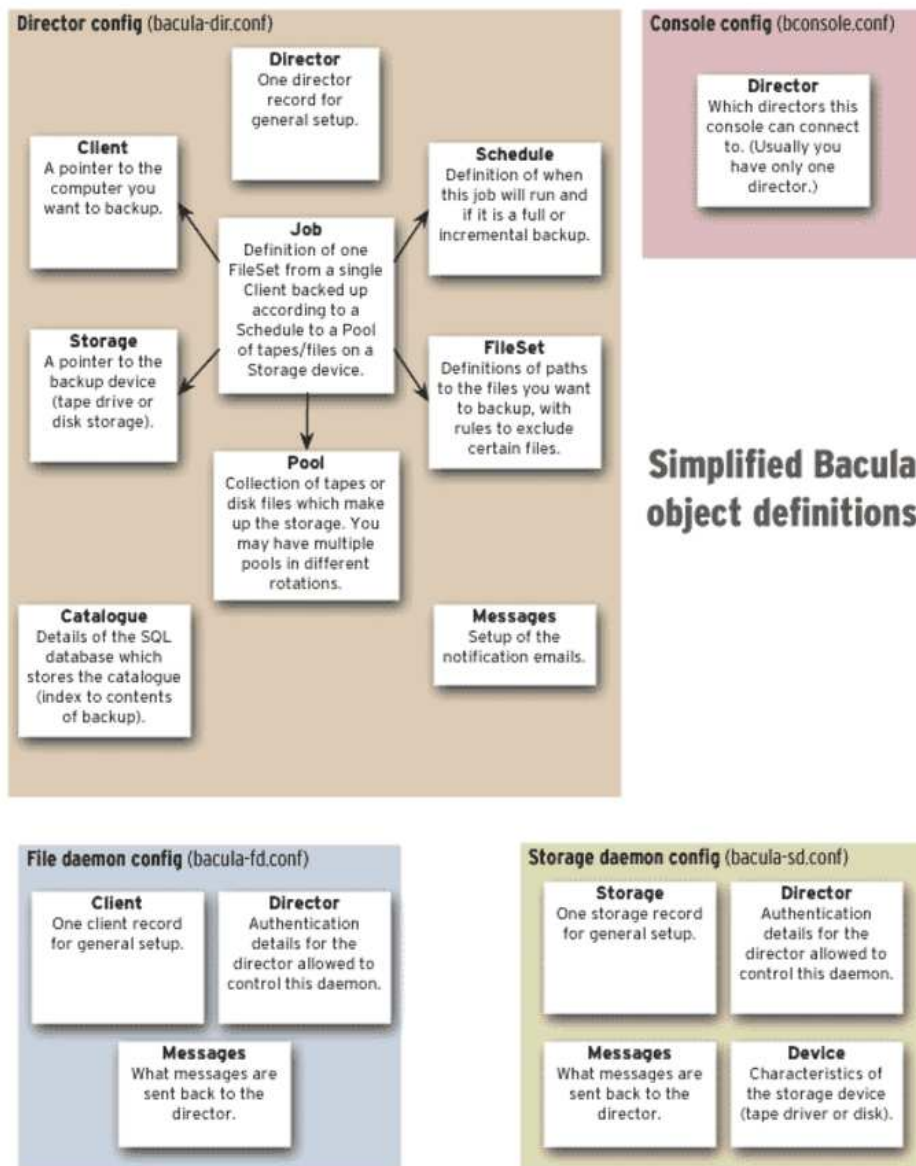 Director config (bacula-dir.conf)
Director
One director
record for
general setup.
Client
A pointer to the
computer you
want to backup.
Schedule
Definition of when
this job will run and
if it is a full or
incremental backup.
Job
Definition of one
FileSet from a single
Client backed up
according to a
Schedule to a Pool
of tapes/files on a
Storage device.
Storage
A pointer to the
backup device
(tape drive or
disk storage).
FileSet
Definitions of paths
to the files you want
to backup, with
rules to exclude
certain files.
Pool
Collection of tapes or
disk files which make
up the storage. You
may have multiple
pools in different
rotations.
Catalogue
Details of the SQL
database which
stores the catalogue
(index to contents
of backup).
Messages
Setup of the
notification emails.
Console config (bconsole.conf)
Director
Which directors this
console can connect
to. (Usually you
have only one
director.)
Simplified Bacula
object definitions
File daemon config (bacula-fd.conf)
Client
One client record
for general setup.
Director
Authentication
details for the
director allowed to
control this daemon.
Messages
What messages are
sent back to the
director.
Storage daemon config (bacula-sd.conf)
Storage
One storage record
for general setup.
Director
Authentication
details for the
director allowed to
control this daemon.
Messages
What messages are
sent back to the
director.
Device
Characteristics of
the storage device
(tape driver or disk).